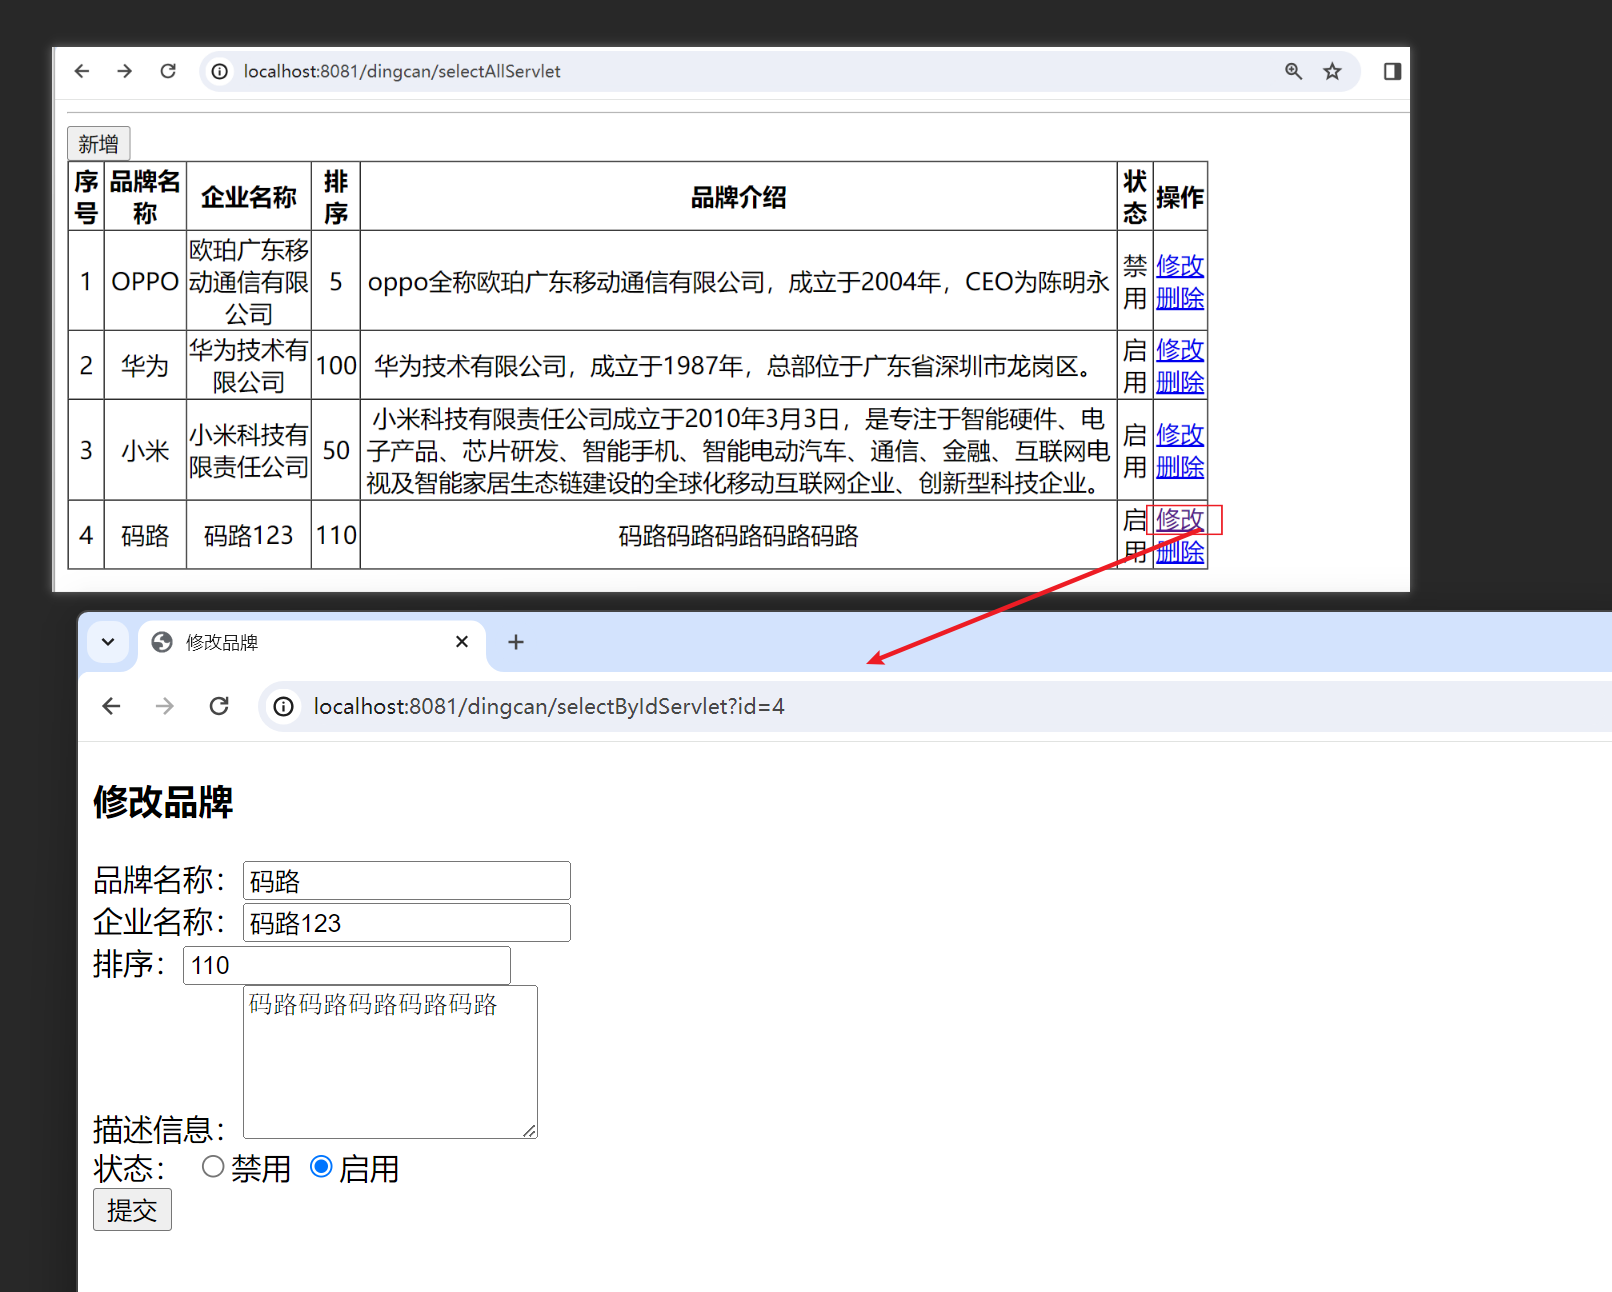 localhost:8081/dingcan/selectAllServlet
新增
序号 品牌名称 企业名称 排序 品牌介绍 状态 操作
1 OPPO 欧珀广东移动通信有限公司 5 oppo全称欧珀广东移动通信有限公司，成立于2004年，CEO为陈明永 禁用 修改 删除
2 华为 华为技术有限公司 100 华为技术有限公司，成立于1987年，总部位于广东省深圳市龙岗区。 启用 修改 删除
3 小米 小米科技有限责任公司 50 小米科技有限责任公司成立于2010年3月3日，是专注于智能硬件、电子产品、芯片研发、智能手机、智能电动汽车、通信、金融、互联网电视及智能家居生态链建设的全球化移动互联网企业、创新型科技企业。 启用 修改 删除
4 码路 码路123 110 码路码路码路码路码路 启用 修改 删除
修改品牌
localhost:8081/dingcan/selectByIdServlet?id=4
修改品牌
品牌名称：码路
企业名称：码路123
排序：110
描述信息：码路码路码路码路码路
状态： 禁用 启用
提交